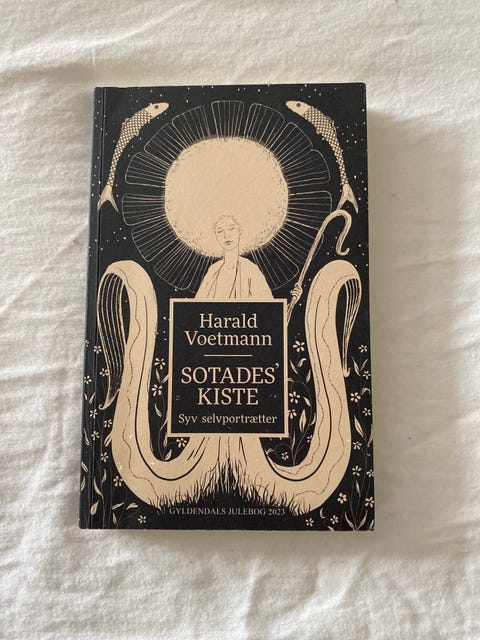 Harald
Voetmann
SOTADES'
KISTE
Syv selvportrætter
GYLDENDALS JULEBOG 2023